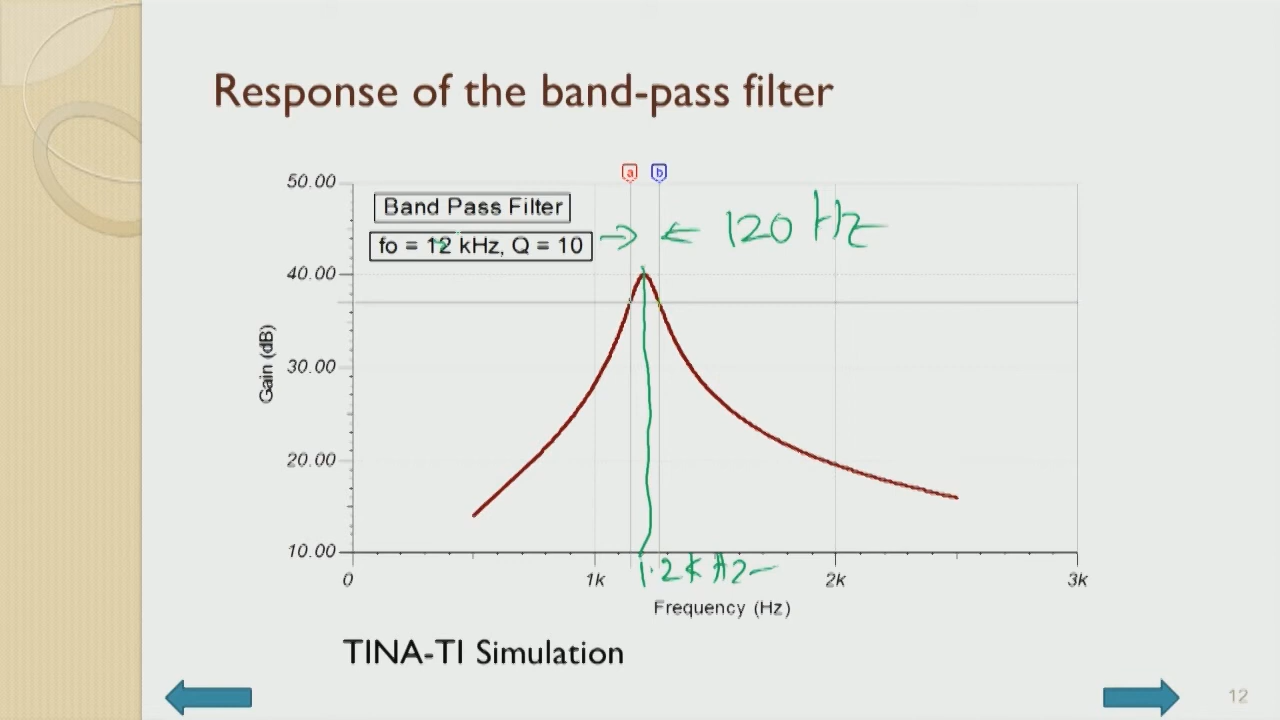 Response of the band-pass filter
a b
50.00
Band Pass Filter
fo = 12 kHz, Q = 10
120 Hz
40.00
30.00
20.00
10.00
Gain (dB)
0 1k 2k 3k
1.2kHz
Frequency (Hz)
TINA-TI Simulation
12